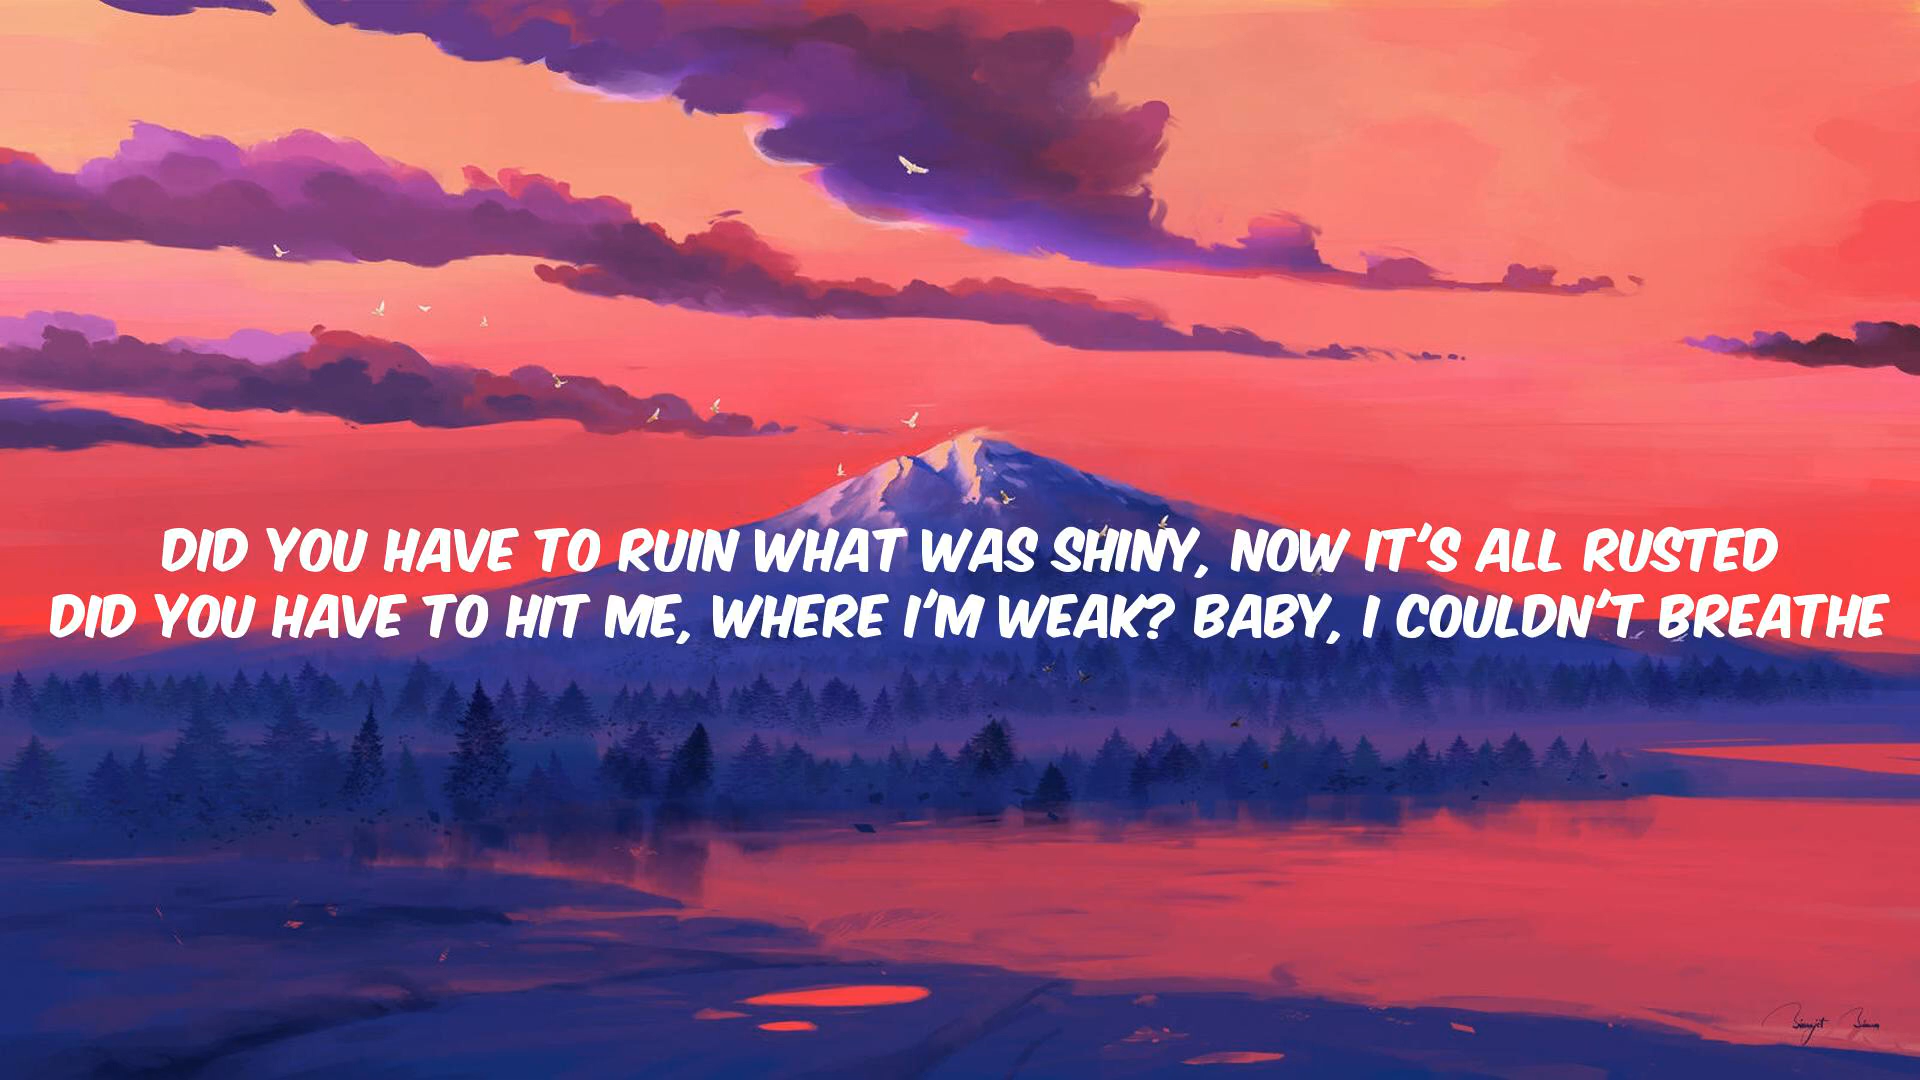 DID YOU HAVE TO RUIN WHAT WAS SHINY, NOW IT'S ALL RUSTED
DID YOU HAVE TO HIT ME, WHERE I'M WEAK? BABY, I COULDN'T BREATHE